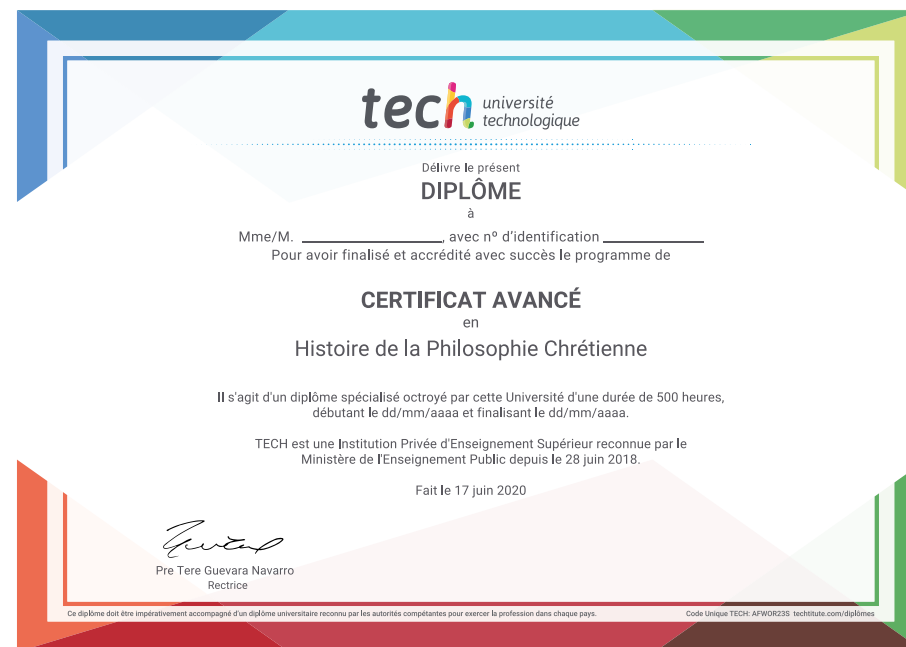 tech université
technologique
Délivre le présent
DIPLÔME
à
Mme/M. ____________________, avec nº d'identification ______________
Pour avoir finalisé et accrédité avec succès le programme de
CERTIFICAT AVANCÉ
en
Histoire de la Philosophie Chrétienne
Il s'agit d'un diplôme spécialisé octroyé par cette Université d'une durée de 500 heures,
débutant le dd/mm/aaaa et finalisant le dd/mm/aaaa.
TECH est une Institution Privée d'Enseignement Supérieur reconnue par le
Ministère de l'Enseignement Public depuis le 28 juin 2018.
Fait le 17 juin 2020
Pre Tere Guevara Navarro
Rectrice
Ce diplôme doit être impérativement accompagné d'un diplôme universitaire reconnu par les autorités compétantes pour exercer la profession dans chaque pays.
Code Unique TECH: AFWOR23S techtitute.com/diplômes